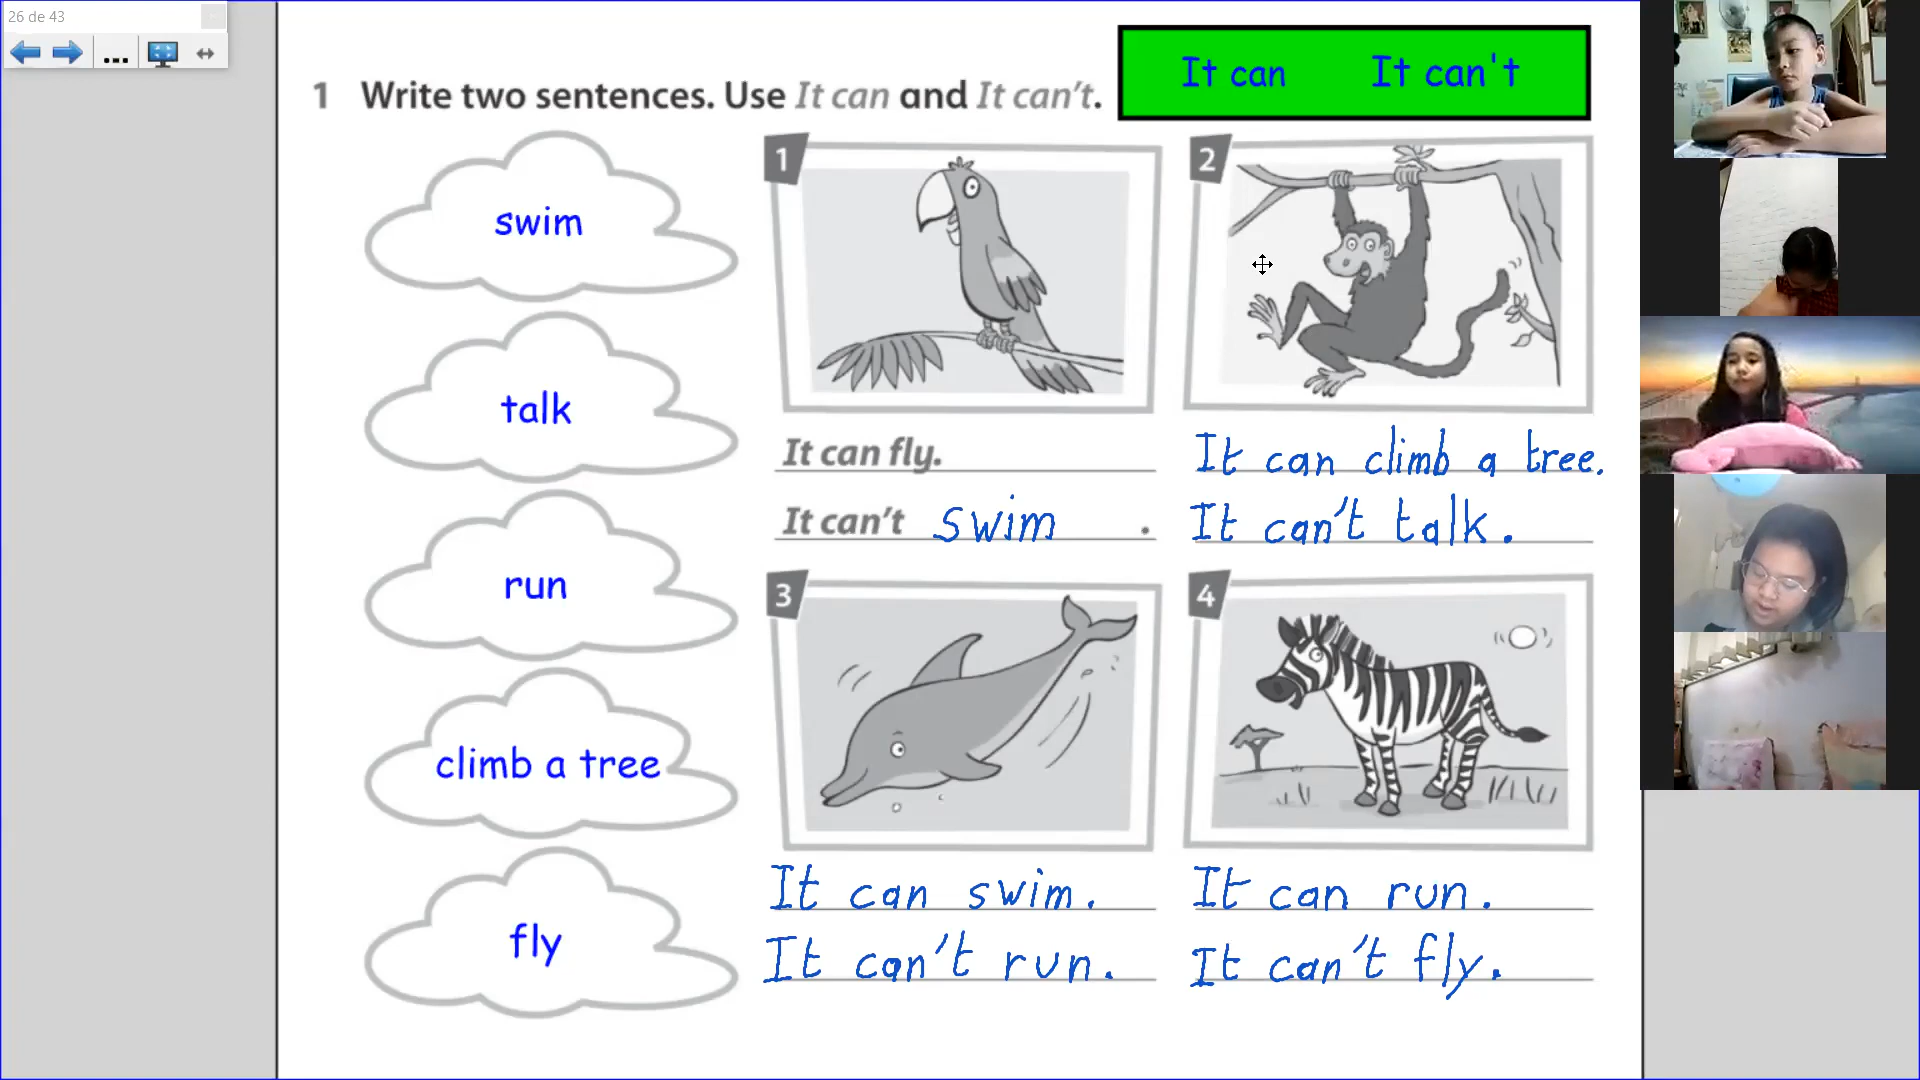 26 de 43
...
It can It can't
1 Write two sentences. Use It can and It can't.
swim
talk
run
climb a tree
fly
1
It can fly.
It can't swim .
2
It can climb a tree.
It can't talk.
3
It can swim.
It can't run.
4
It can run.
It can't fly.